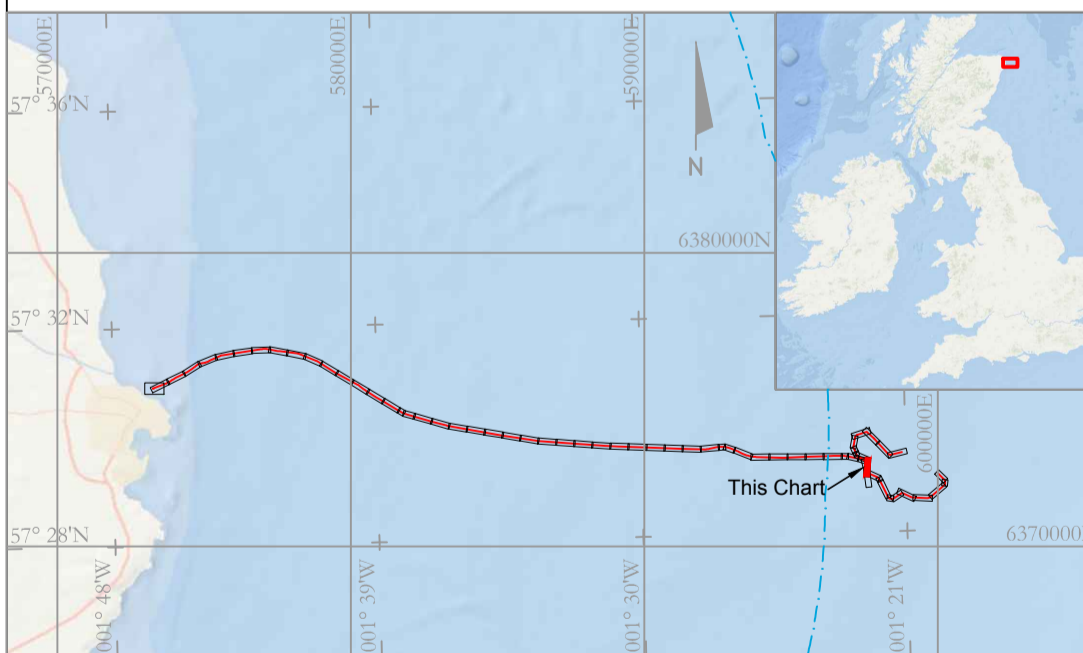 570000E
580000E
590000E
57° 36'N
N
6380000N
57° 32'N
600000E
This Chart
57° 28'N
6370000
001° 48'W
001° 39'W
001° 30'W
001° 21'W